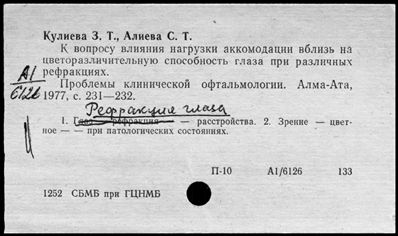 Кулиева З. Т., Алиева С. Т.
К вопросу влияния нагрузки аккомодации вблизь на
цветоразличительную способность глаза при различных
рефракциях.
А1/
6126
Проблемы клинической офтальмологии. Алма-Ата,
1977, с. 231—232.
Рефракция глаза
1. Глаз — рефракция — — расстройства. 2. Зрение — цвет-
ное — — при патологических состояниях.
П-10 А1/6126 133
1252 СБМБ при ГЦНМБ